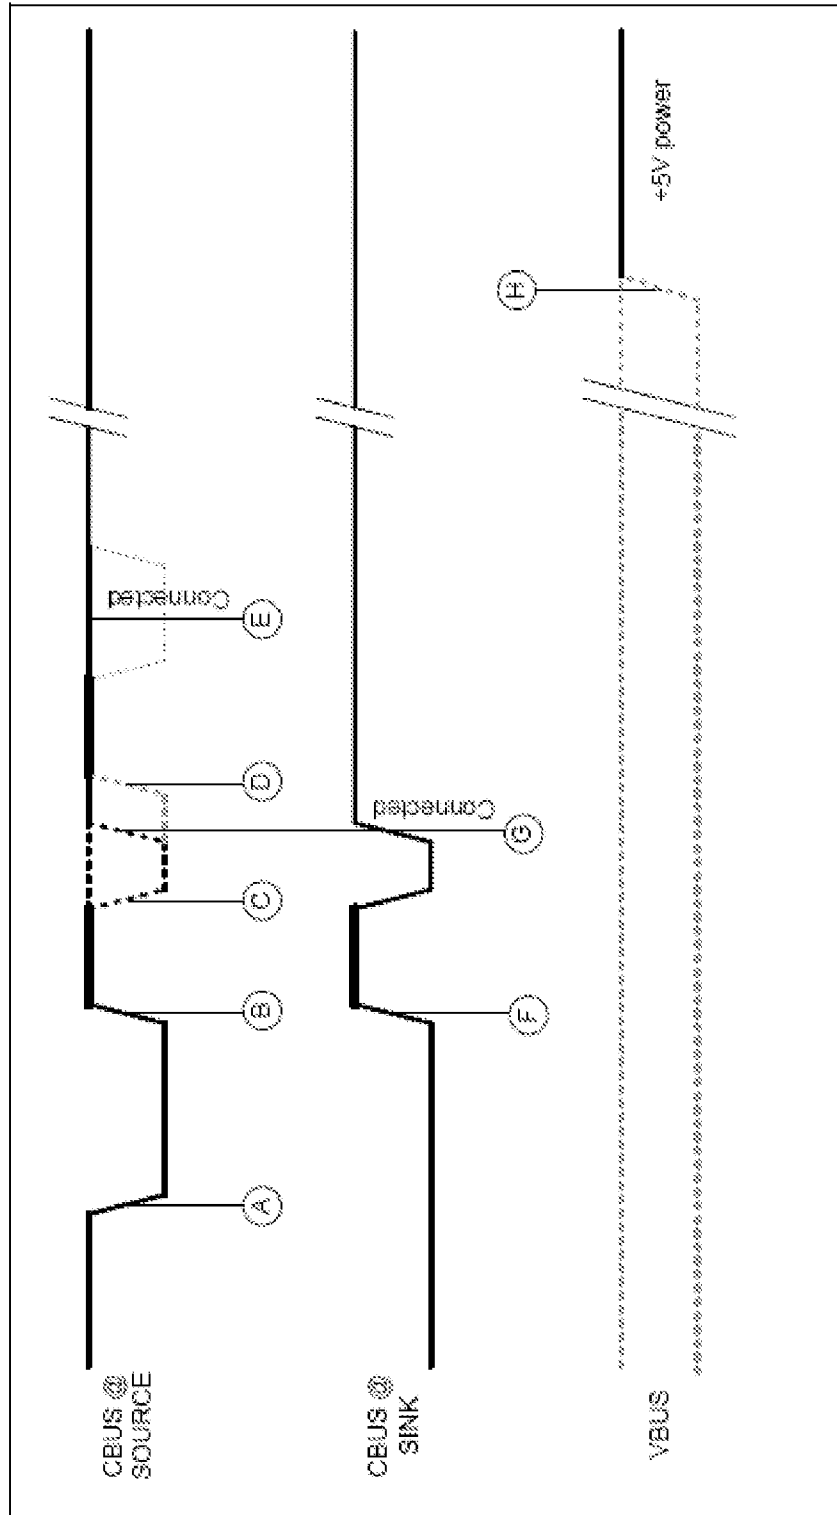 CBUS @
SOURCE
A
B
C
D
E
Connected
CBUS @
SINK
F
G
Connected
VBUS
H
+5V power